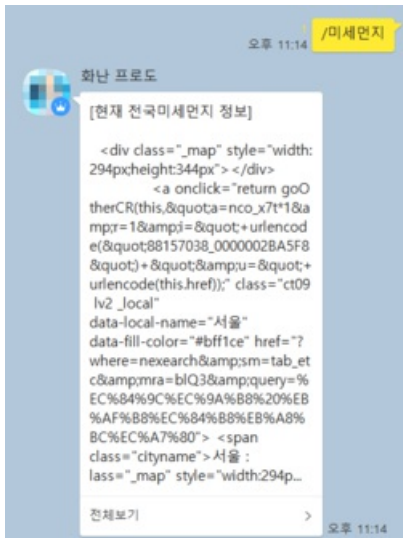 /미세먼지
오후 11:14
화난 프로도
[현재 전국미세먼지 정보]
<div class="_map" style="width:
294px;height:344px"></div>
<a onclick="return goO
therCR(this,&quot;a=nco_x7t*1&a
mp;r=1&amp;i=&quot;+urlencod
e(&quot;88157038_0000002BA5F8
&quot;)+&quot;&amp;u=&quot;+
urlencode(this.href));" class="ct09
lv2 _local"
data-local-name="서울"
data-fill-color="#bff1ce" href="?
where=nexearch&amp;sm=tab_et
c&amp;mra=blQ3&amp;query=%
EC%84%9C%EC%9A%B8%20%EB
%AF%B8%EC%84%B8%EB%A8%
BC%EC%A7%80"> <span
class="cityname">서울 :
lass="_map" style="width:294p...
전체보기 >
오후 11:14